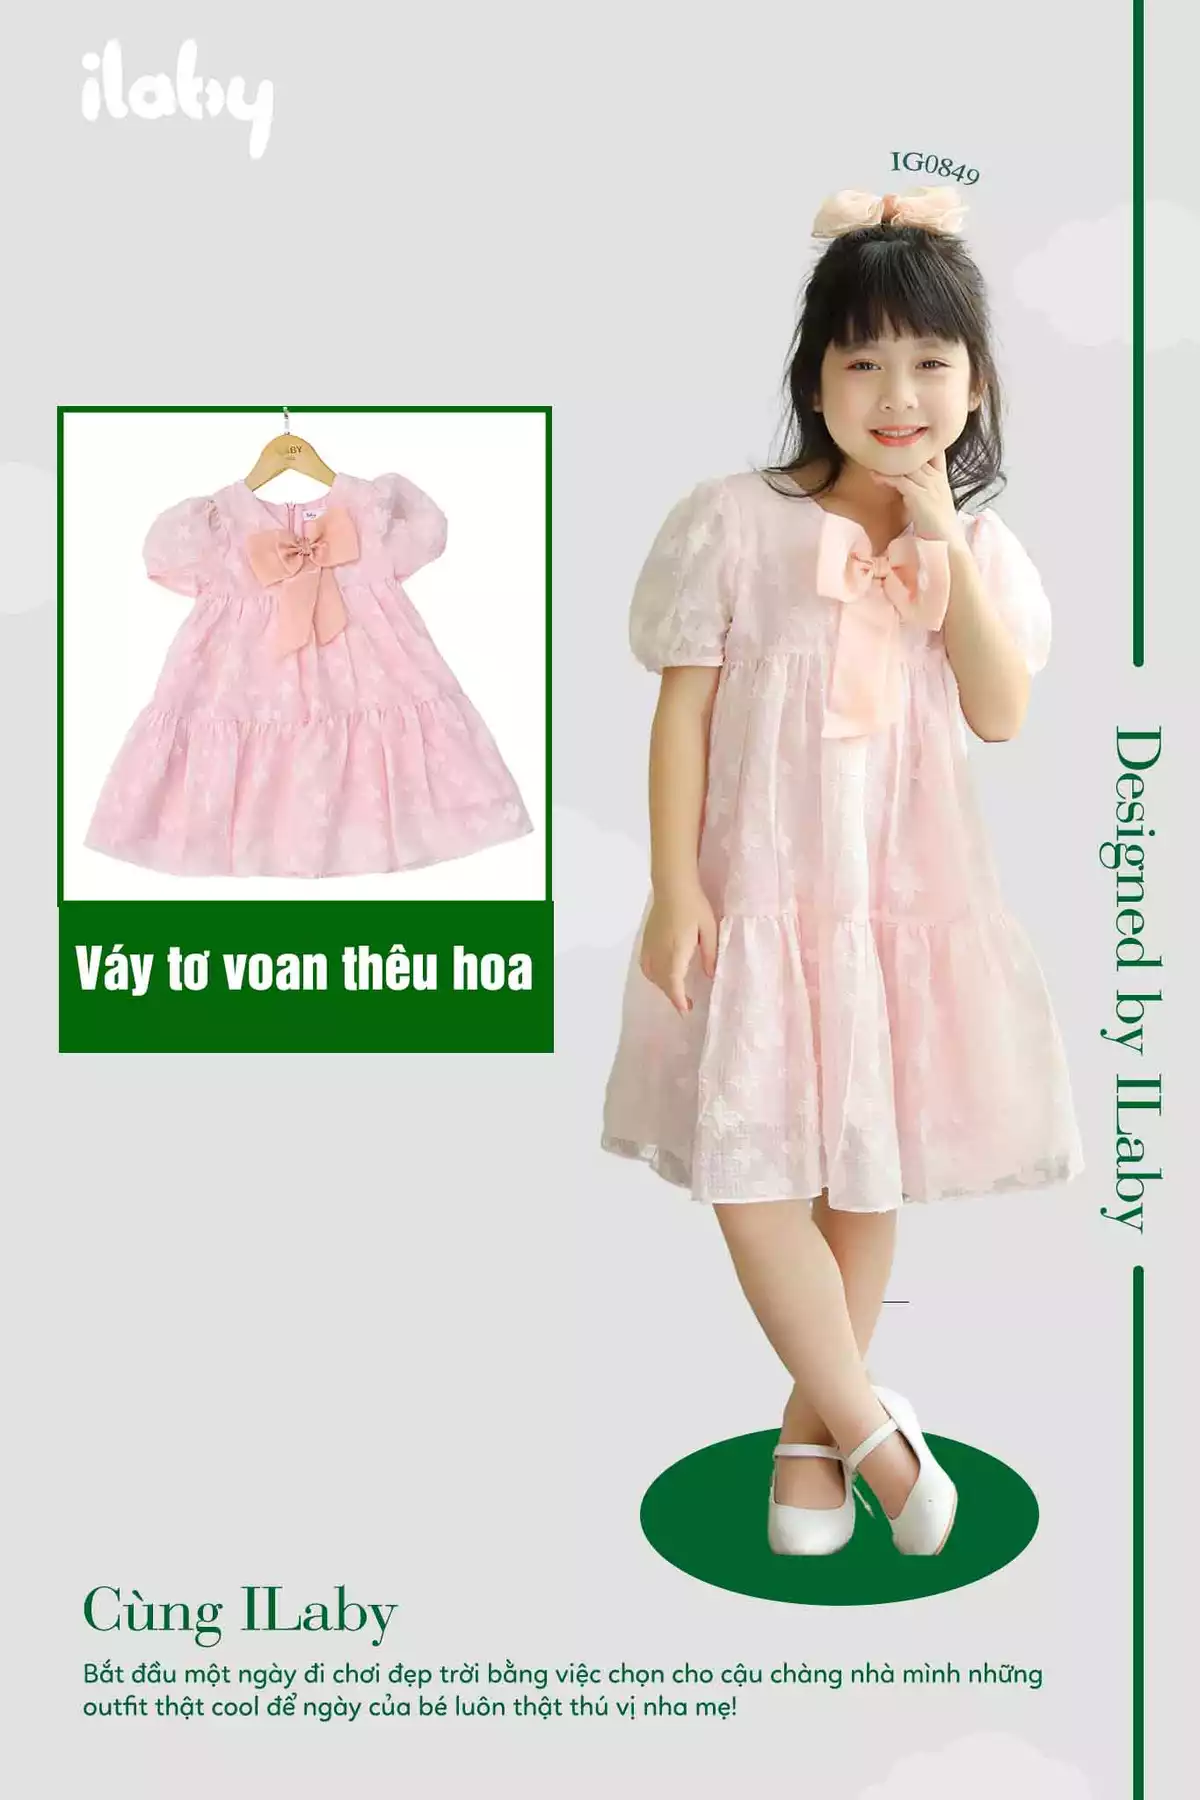 ilaby
IG0849
Váy tơ voan thêu hoa
Designed by ILaby
Cùng ILaby
Bắt đầu một ngày đi chơi đẹp trời bằng việc chọn cho cậu chàng nhà mình những
outfit thật cool để ngày của bé luôn thật thú vị nha mẹ!